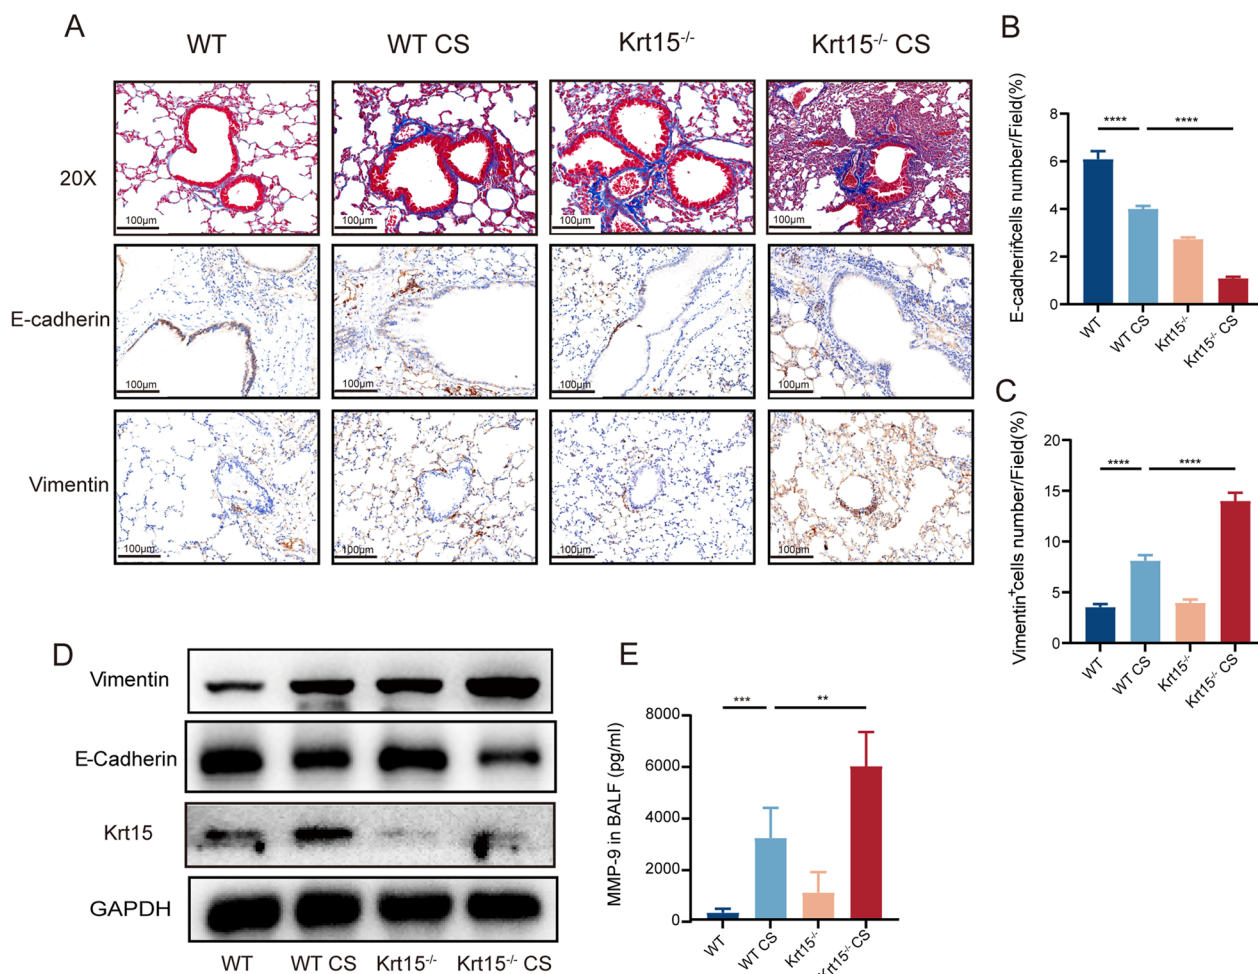 A
WT
WT CS
Krt15-/-
Krt15-/- CS
20X
100μm
100μm
100μm
100μm
E-cadherin
100μm
100μm
100μm
100μm
Vimentin
100μm
100μm
100μm
100μm
B
E-cadherin+cells number/Field(%)
8
6
4
2
0
****
****
WT
WT CS
Krt15-/-
Krt15-/- CS
C
Vimentin+cells number/Field(%)
20
15
10
5
0
****
****
WT
WT CS
Krt15-/-
Krt15-/- CS
D
Vimentin
E-Cadherin
Krt15
GAPDH
WT
WT CS
Krt15-/-
Krt15-/- CS
E
MMP-9 in BALF (pg/ml)
8000
6000
4000
2000
0
***
**
WT
WT CS
Krt15-/-
Krt15-/- CS